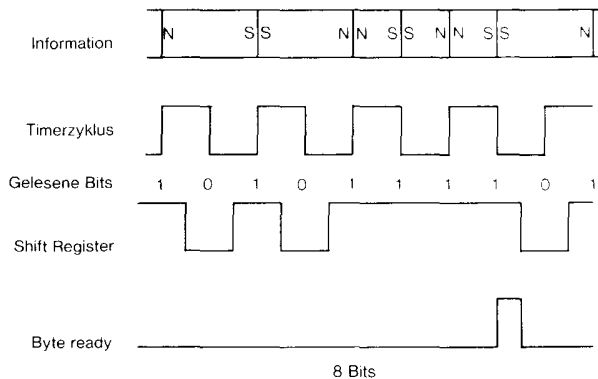 Information N S S N N S S N N S S N
Timerzyklus
Gelesene Bits 1 0 1 0 1 1 1 1 0 1
Shift Register
Byte ready
8 Bits